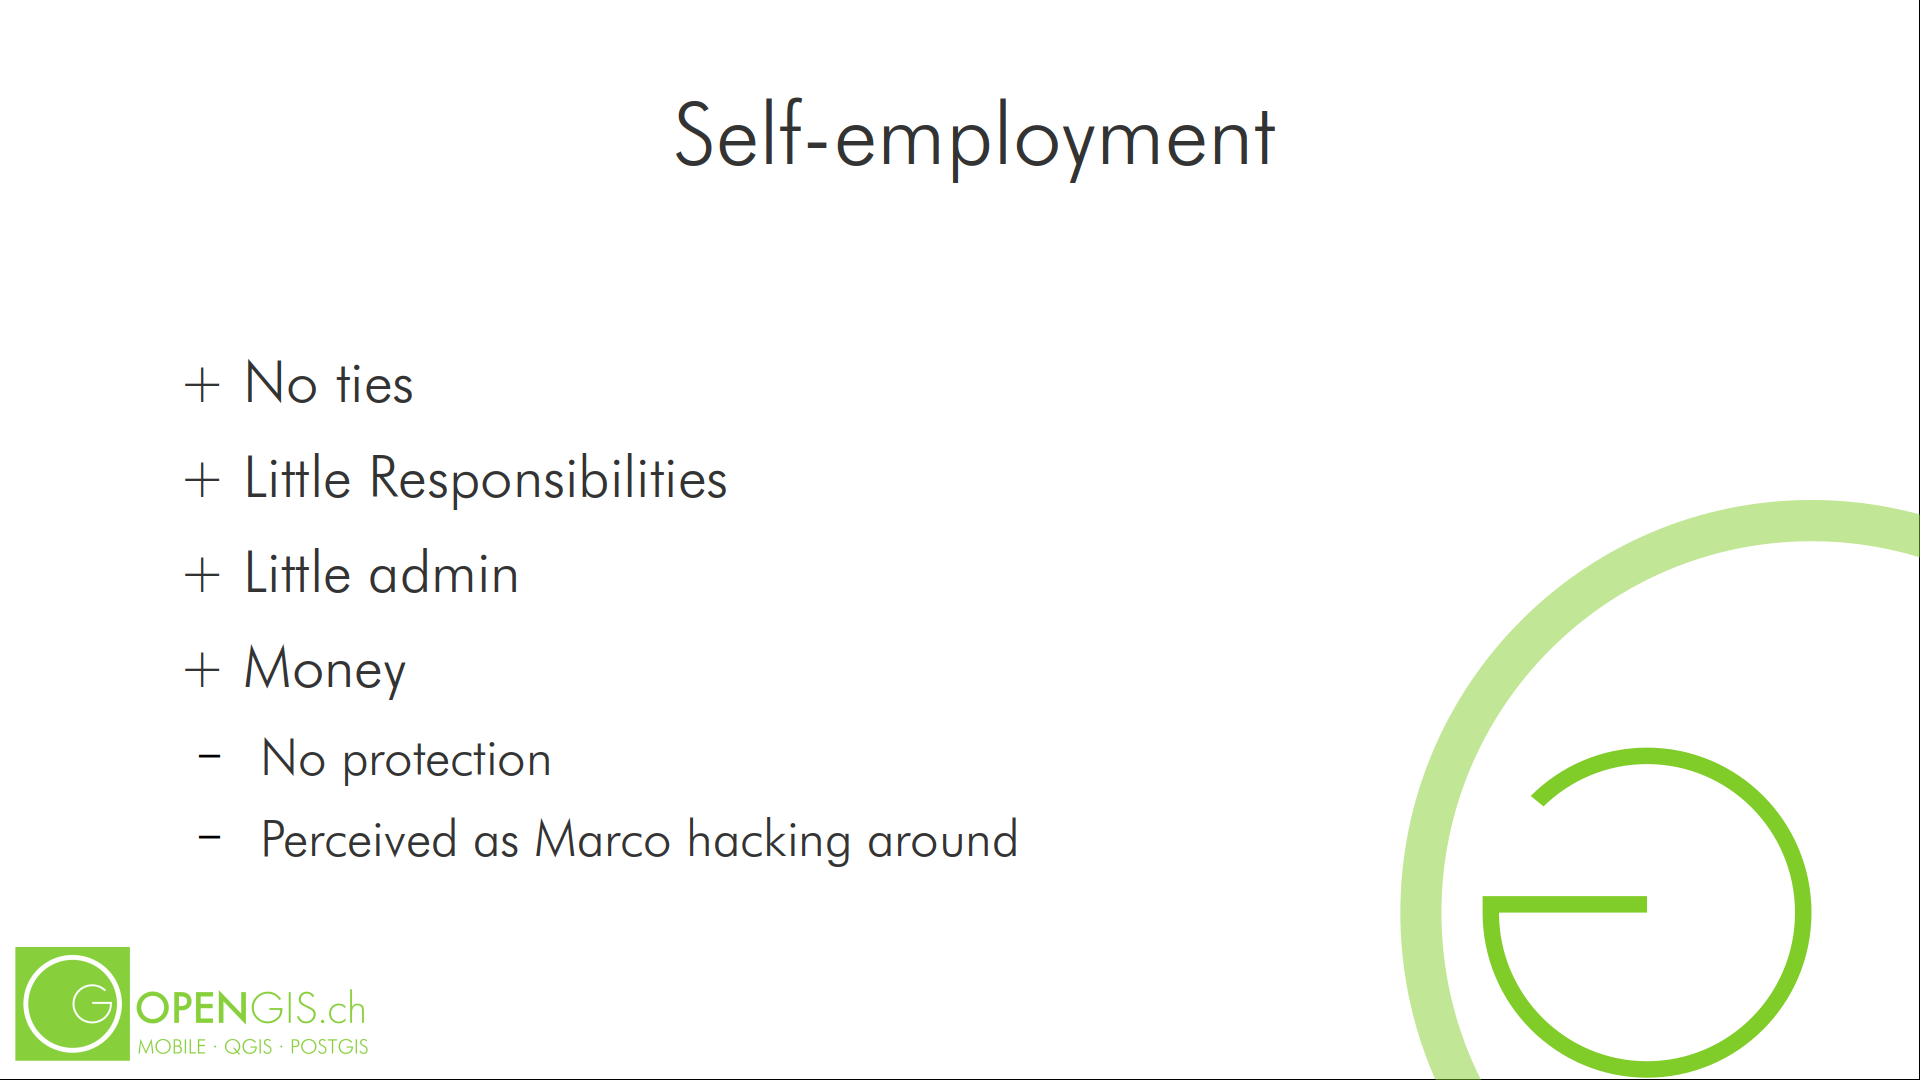 Self-employment
+ No ties
+ Little Responsibilities
+ Little admin
+ Money
– No protection
– Perceived as Marco hacking around
OPENGIS.ch
MOBILE · QGIS · POSTGIS